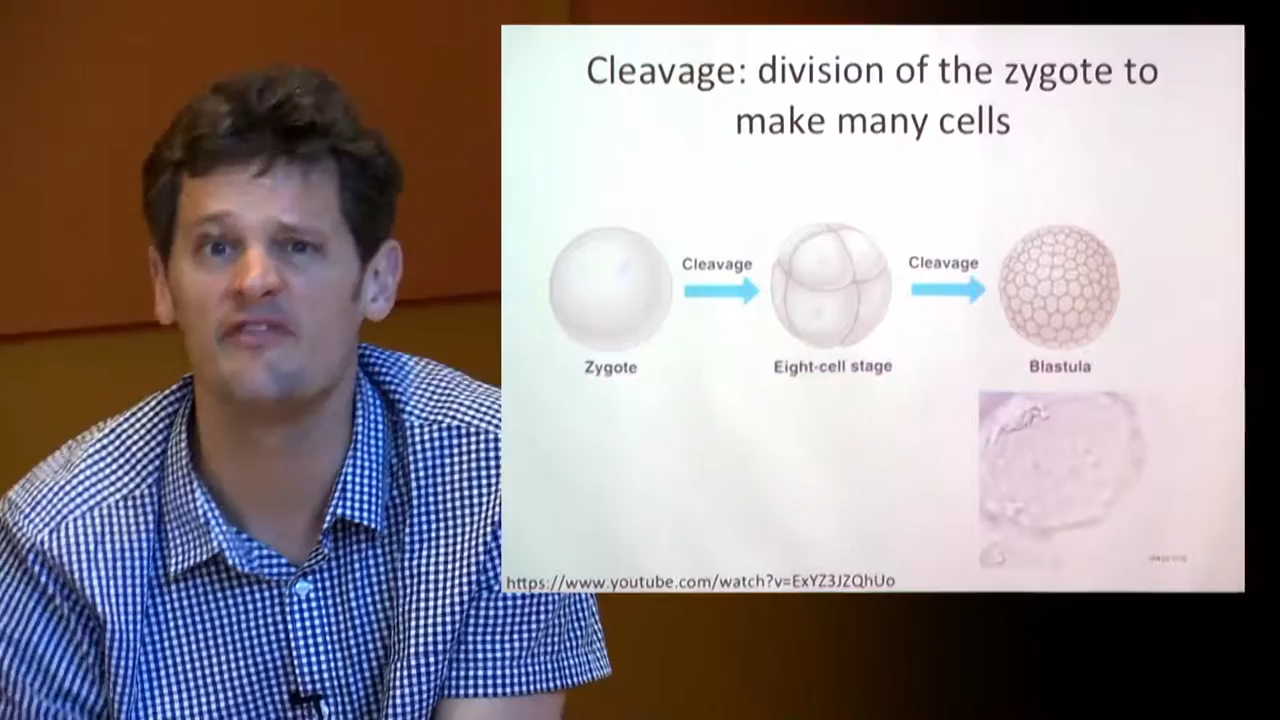 Cleavage: division of the zygote to
make many cells
Cleavage
Cleavage
Zygote
Eight-cell stage
Blastula
https://www.youtube.com/watch?v=ExYZ3JZQhUo